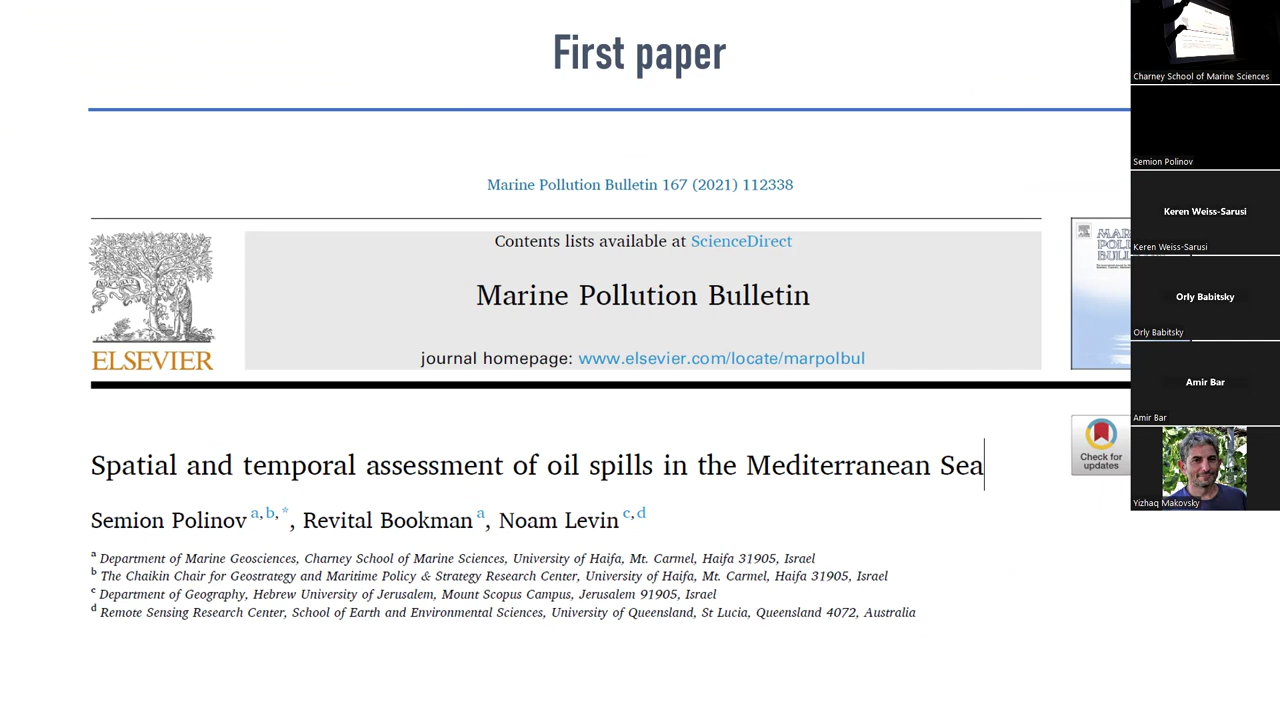 First paper
Marine Pollution Bulletin 167 (2021) 112338
Contents lists available at ScienceDirect
Marine Pollution Bulletin
journal homepage: www.elsevier.com/locate/marpolbul
ELSEVIER
MAR
POLL
BULL
Check for
updates
Spatial and temporal assessment of oil spills in the Mediterranean Sea
Semion Polinov a,b,*, Revital Bookman a, Noam Levin c,d
a Department of Marine Geosciences, Charney School of Marine Sciences, University of Haifa, Mt. Carmel, Haifa 31905, Israel
b The Chaikin Chair for Geostrategy and Maritime Policy & Strategy Research Center, University of Haifa, Mt. Carmel, Haifa 31905, Israel
c Department of Geography, Hebrew University of Jerusalem, Mount Scopus Campus, Jerusalem 91905, Israel
d Remote Sensing Research Center, School of Earth and Environmental Sciences, University of Queensland, St Lucia, Queensland 4072, Australia
Charney School of Marine Sciences
Semion Polinov
Keren Weiss-Sarusi
Keren Weiss-Sarusi
Orly Babitsky
Orly Babitsky
Amir Bar
Amir Bar
Yizhaq Makovsky